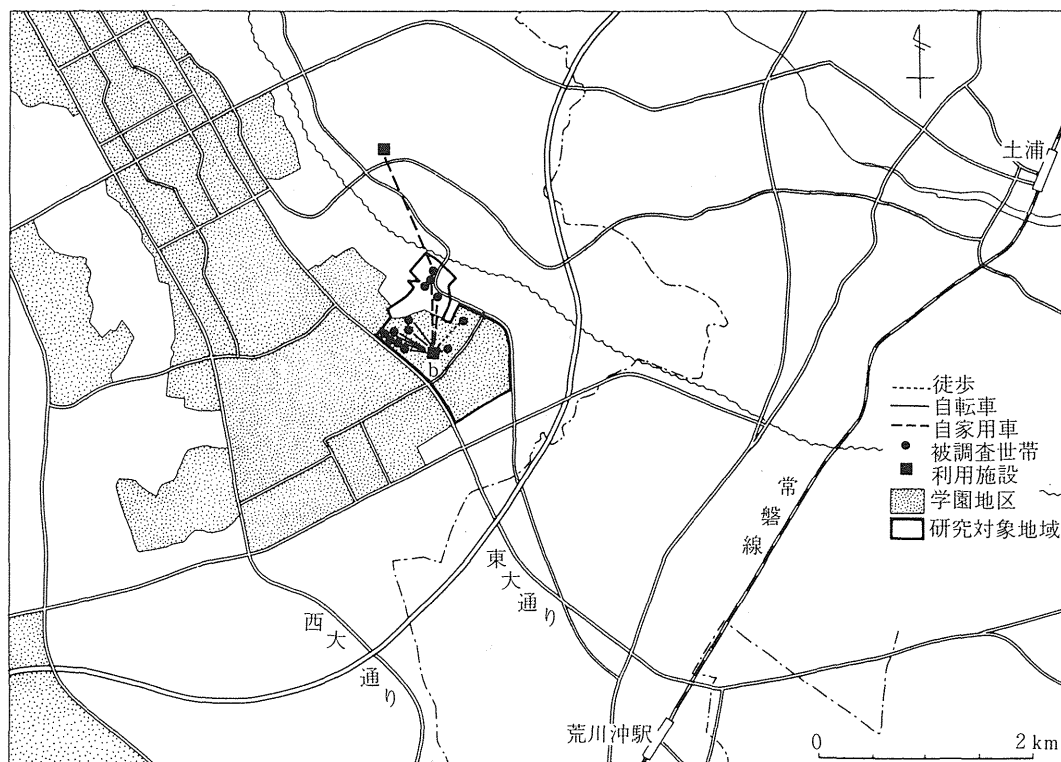 土浦
b
徒歩
自転車
自家用車
被調査世帯
利用施設
学園地区
研究対象地域
常磐線
東大通り
西大通り
荒川沖駅
0 2km